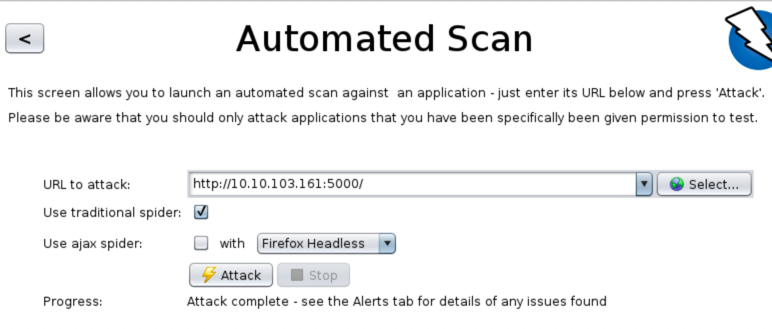 <
Automated Scan
This screen allows you to launch an automated scan against an application - just enter its URL below and press 'Attack'.
Please be aware that you should only attack applications that you have been specifically been given permission to test.
URL to attack: http://10.10.103.161:5000/ Select...
Use traditional spider:
Use ajax spider: with Firefox Headless
Attack Stop
Progress: Attack complete - see the Alerts tab for details of any issues found